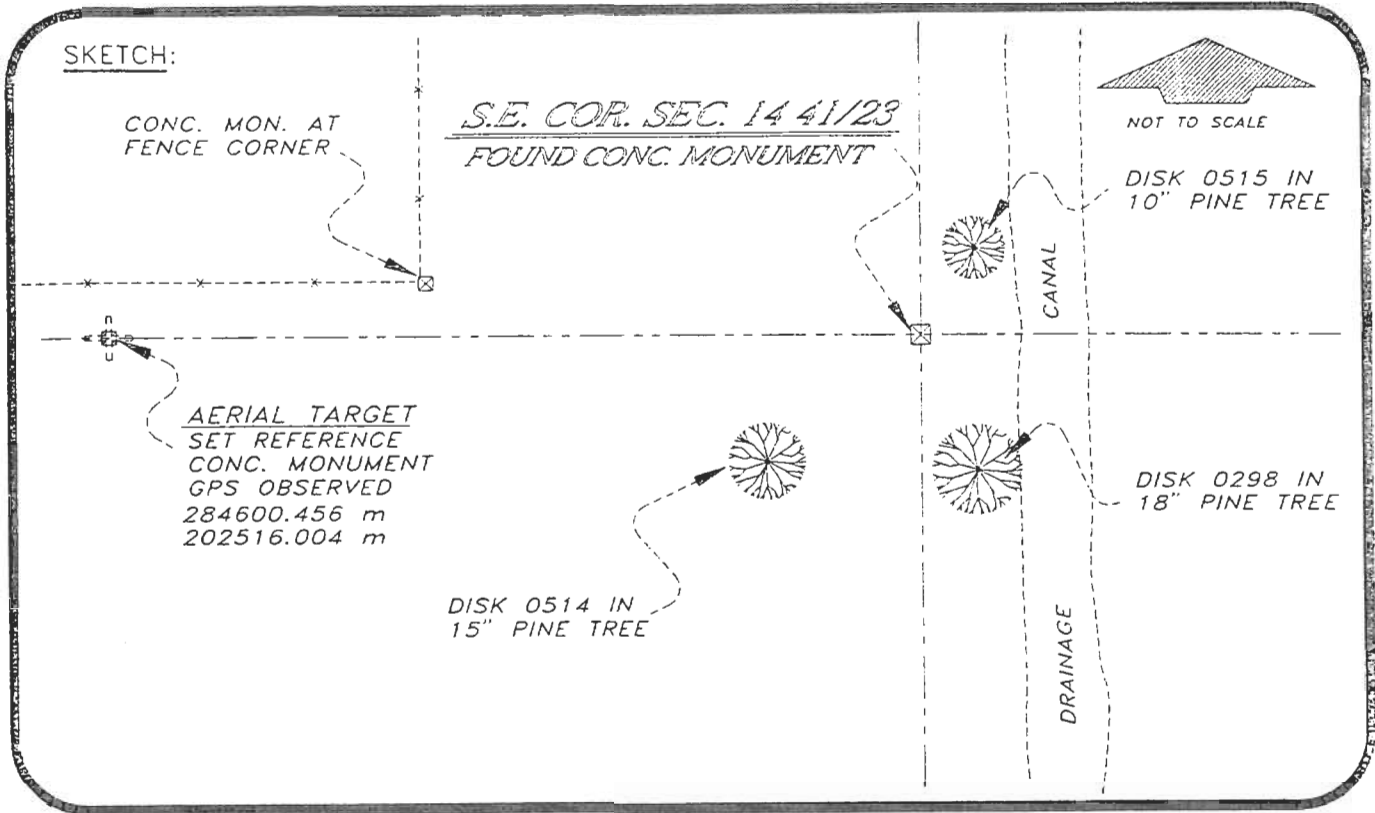 SKETCH:
CONC. MON. AT
FENCE CORNER
S.E. COR. SEC. 14 41/23
FOUND CONC. MONUMENT
NOT TO SCALE
DISK 0515 IN
10" PINE TREE
CANAL
AERIAL TARGET
SET REFERENCE
CONC. MONUMENT
GPS OBSERVED
284600.456 m
202516.004 m
DISK 0298 IN
18" PINE TREE
DISK 0514 IN
15" PINE TREE
DRAINAGE